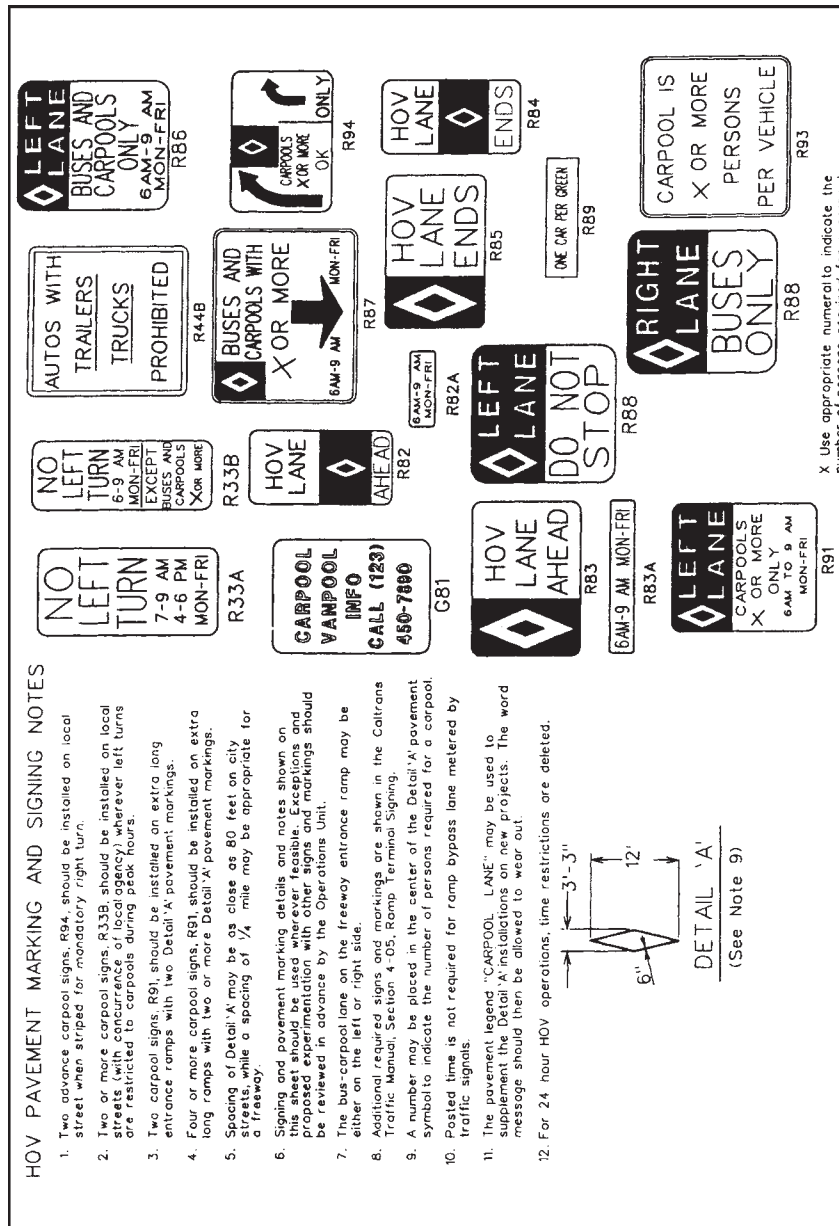 HOV PAVEMENT MARKING AND SIGNING NOTES
1. Two advance carpool signs, R94, should be installed on local
street when striped for mandatory right turn.
2. Two or more carpool signs, R33B, should be installed on local
streets (with concurrence of local agency) wherever left turns
are restricted to carpools during peak hours.
3. Two carpool signs, R91, should be installed on extra long
entrance ramps with two Detail 'A' pavement markings.
4. Four or more carpool signs, R91, should be installed on extra
long ramps with two or more Detail 'A' pavement markings.
5. Spacing of Detail 'A' may be as close as 80 feet on city
streets, while a spacing of 1/4 mile may be appropriate for
a freeway.
6. Signing and pavement marking details and notes shown on
this sheet should be used wherever feasible. Exceptions and
proposed experimentation with other signs and markings should
be reviewed in advance by the Operations Unit.
7. The bus-carpool lane on the freeway entrance ramp may be
either on the left or right side.
8. Additional required signs and markings are shown in the Caltrans
Traffic Manual, Section 4-05, Ramp Terminal Signing.
9. A number may be placed in the center of the Detail 'A' pavement
symbol to indicate the number of persons required for a carpool.
10. Posted time is not required for ramp bypass lane metered by
traffic signals.
11. The pavement legend "CARPOOL LANE" may be used to
supplement the Detail 'A' installations on new projects. The word
message should then be allowed to wear out.
12. For 24 hour HOV operations, time restrictions are deleted.
3'-3"
12'
6"
DETAIL 'A'
(See Note 9)
NO
LEFT
TURN
7-9 AM
4-6 PM
MON-FRI
R33A
NO
LEFT
TURN
6-9 AM
MON-FRI
EXCEPT
BUSES AND
CARPOOLS
X OR MORE
R33B
AUTOS WITH
TRAILERS
TRUCKS
PROHIBITED
R44B
LEFT
LANE
BUSES AND
CARPOOLS
ONLY
6AM-9 AM
MON-FRI
R86
CARPOOL
VANPOOL
INFO
CALL (123)
450-7890
G81
HOV
LANE
AHEAD
R82
BUSES AND
CARPOOLS WITH
X OR MORE
6AM-9 AM MON-FRI
R87
CARPOOLS
X OR MORE
OK
ONLY
R94
6AM-9 AM
MON-FRI
R82A
HOV
LANE
ENDS
R85
HOV
LANE
ENDS
R84
HOV
LANE
AHEAD
R83
6AM-9 AM MON-FRI
R83A
LEFT
LANE
DO NOT
STOP
R88
ONE CAR PER GREEN
R89
LEFT
LANE
CARPOOLS
X OR MORE
ONLY
6AM TO 9 AM
MON-FRI
R91
RIGHT
LANE
BUSES
ONLY
R88
CARPOOL IS
X OR MORE
PERSONS
PER VEHICLE
R93
X Use appropriate numeral to indicate the